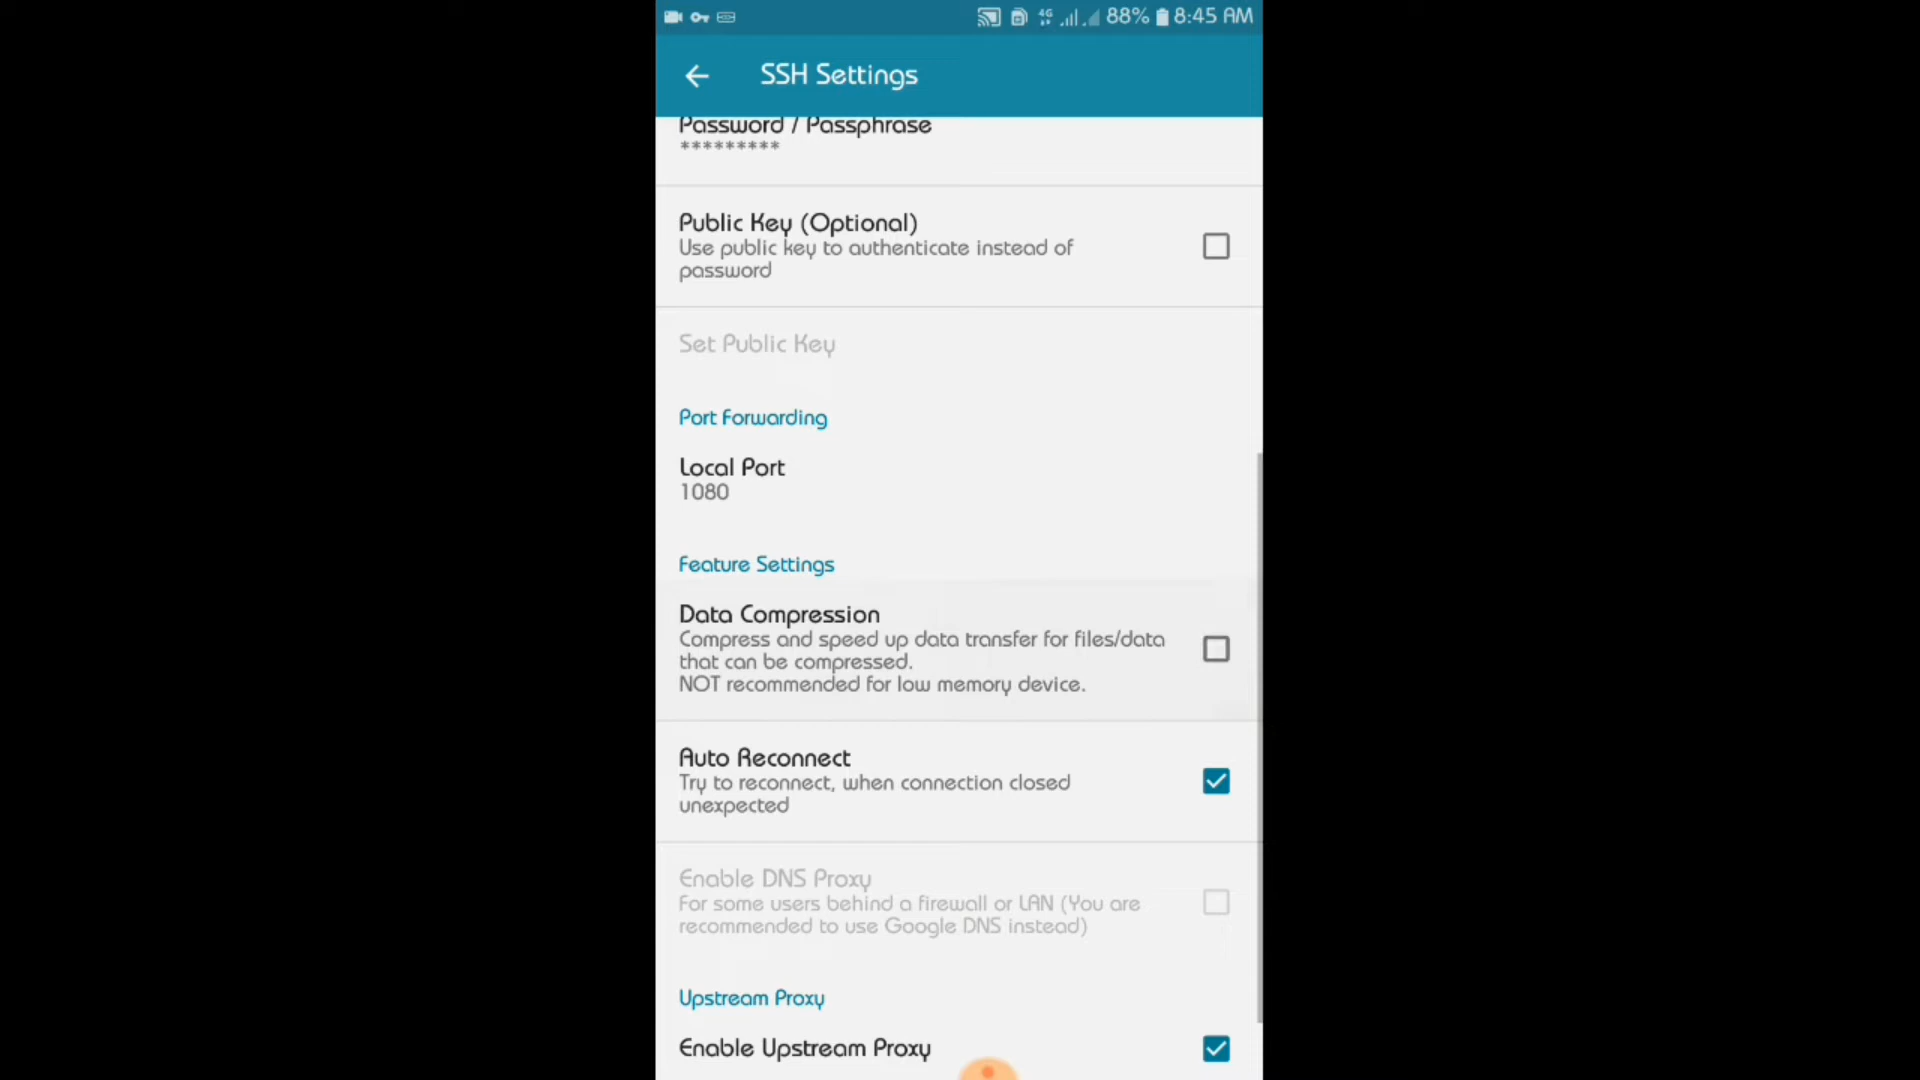 4G 88% 8:45 AM
SSH Settings
Password / Passphrase
*********
Public Key (Optional)
Use public key to authenticate instead of
password
Set Public Key
Port Forwarding
Local Port
1080
Feature Settings
Data Compression
Compress and speed up data transfer for files/data
that can be compressed.
NOT recommended for low memory device.
Auto Reconnect
Try to reconnect, when connection closed
unexpected
Enable DNS Proxy
For some users behind a firewall or LAN (You are
recommended to use Google DNS instead)
Upstream Proxy
Enable Upstream Proxy